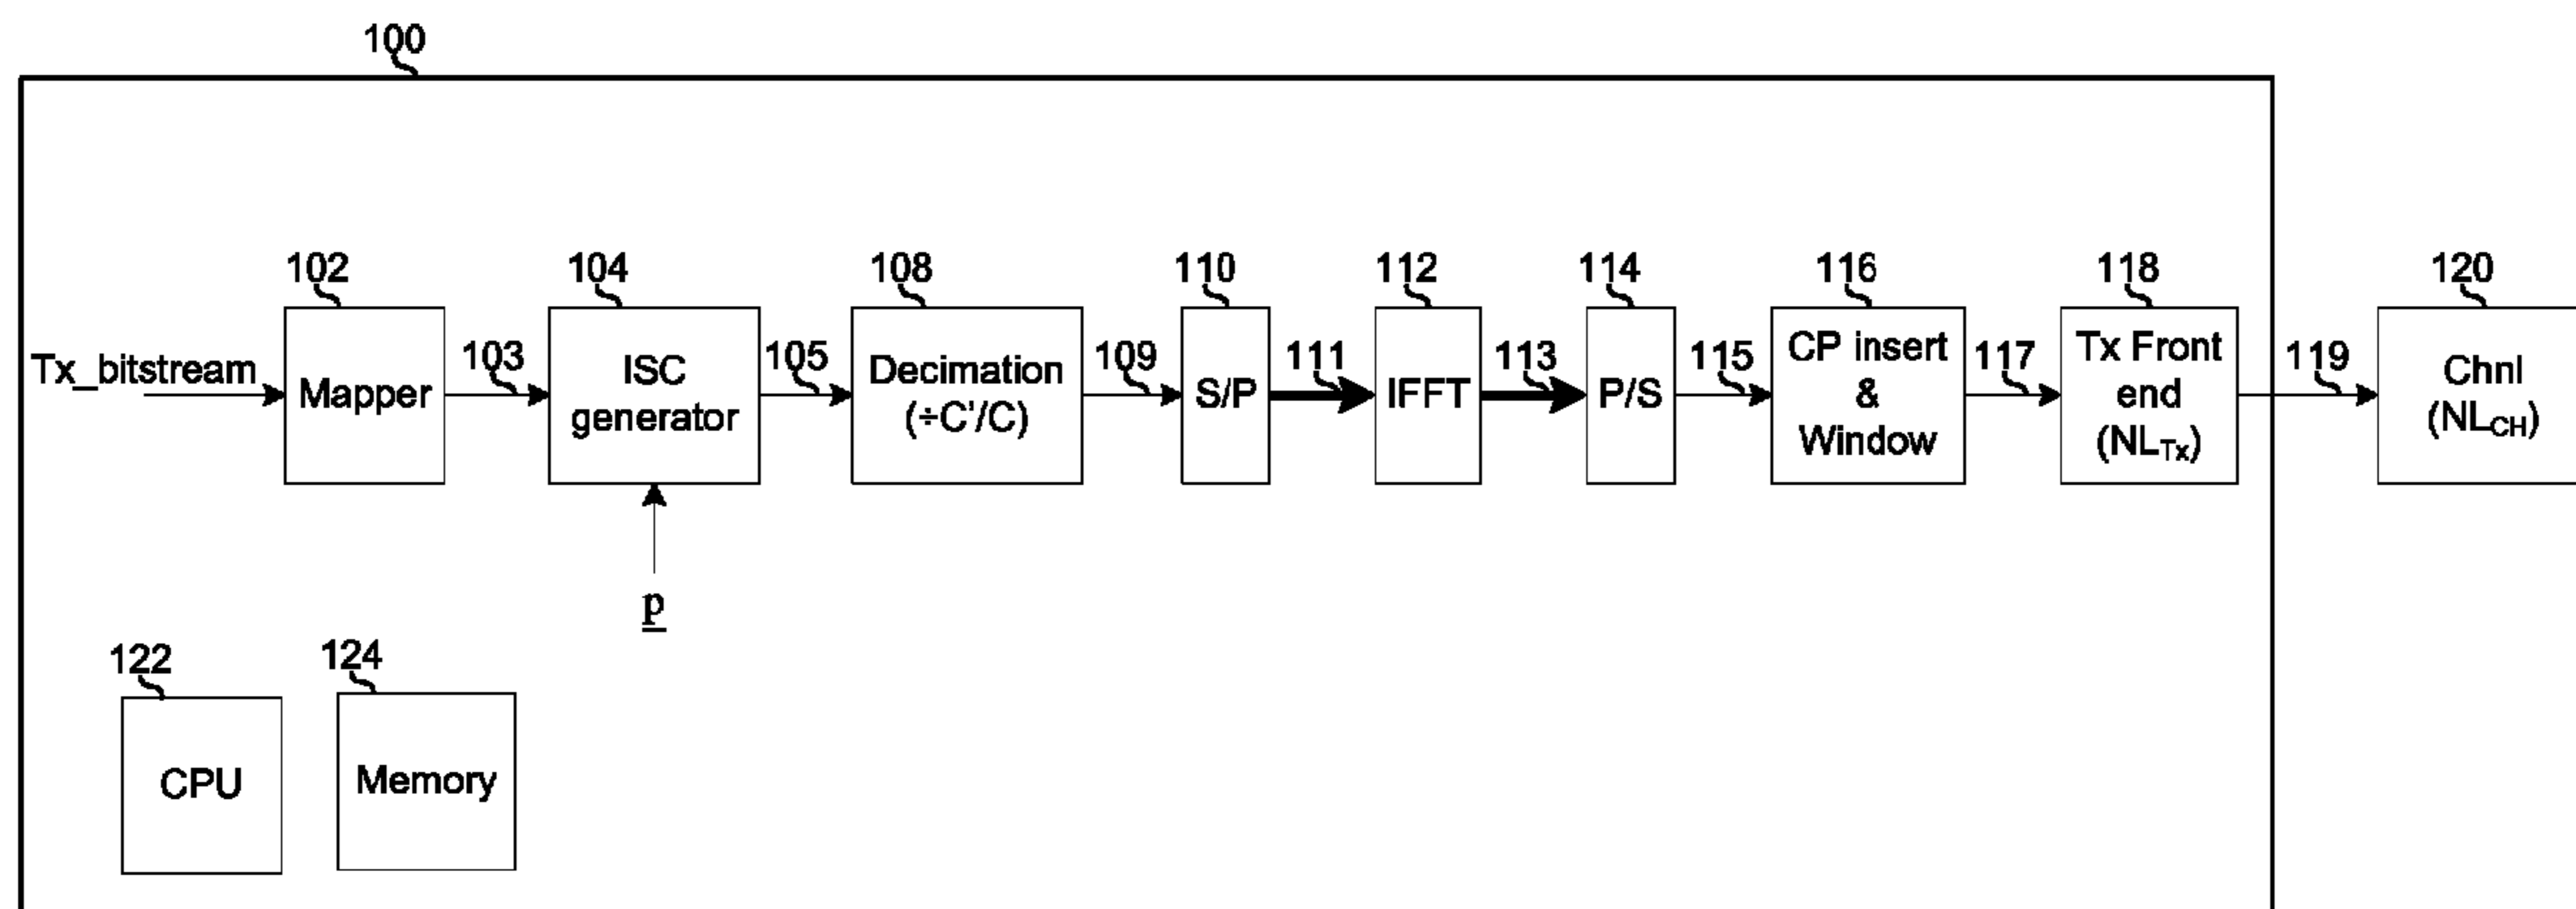 100
102
104
108
110
112
114
116
118
120
Tx_bitstream
Mapper
103
ISC
generator
105
Decimation
(÷C'/C)
109
S/P
111
IFFT
113
P/S
115
CP insert
&
Window
117
Tx Front
end
(NLTx)
119
Chnl
(NLCH)
p
122
124
CPU
Memory